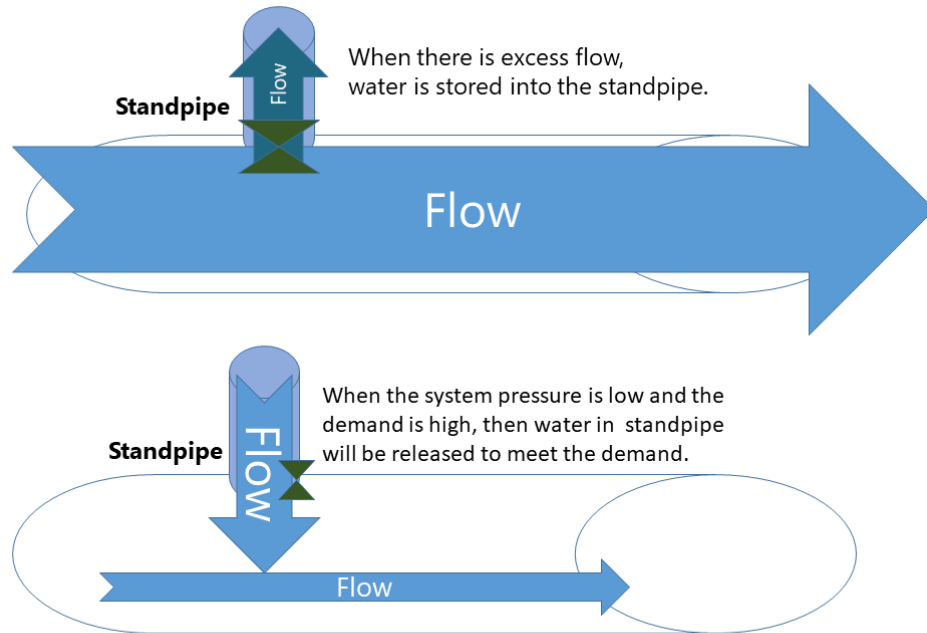 Flow
When there is excess flow,
water is stored into the standpipe.
Standpipe
Flow
Flow
When the system pressure is low and the
demand is high, then water in standpipe
will be released to meet the demand.
Standpipe
Flow